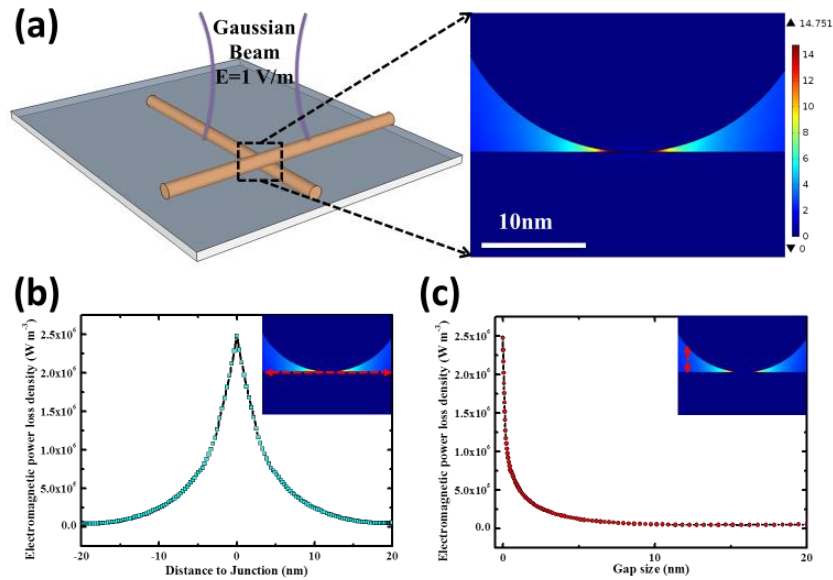 (a)
Gaussian
Beam
E=1 V/m
▲ 14.751
14
12
10
8
6
4
2
0
▼ 0
10nm
(b)
Electromagnetic power loss density (W m-3)
2.5x10⁶
2.0x10⁶
1.5x10⁶
1.0x10⁶
5.0x10⁵
0.0
-20 -10 0 10 20
Distance to Junction (nm)
(c)
Electromagnetic power loss density (W m-3)
2.5x10⁶
2.0x10⁶
1.5x10⁶
1.0x10⁶
5.0x10⁵
0.0
0 10 20
Gap size (nm)